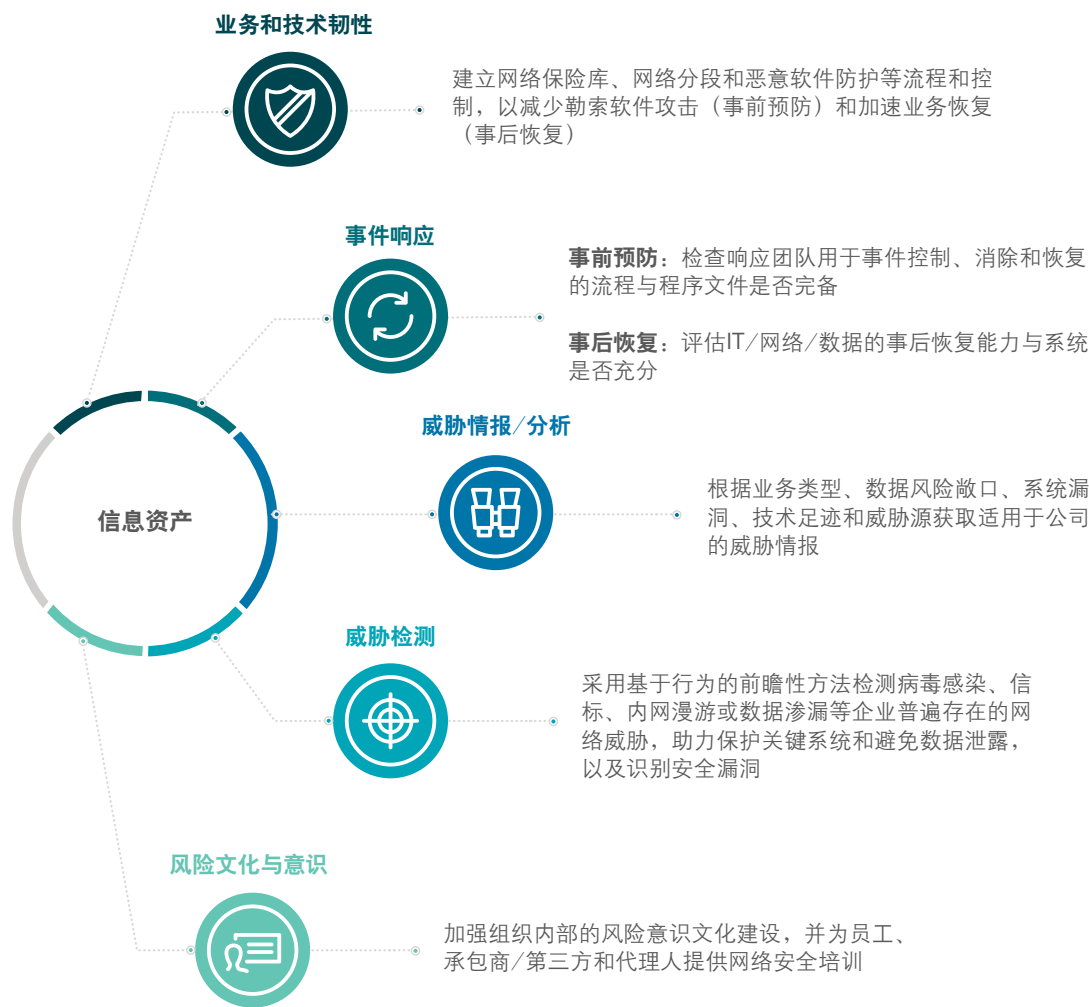 业务和技术韧性
建立网络保险库、网络分段和恶意软件防护等流程和控
制，以减少勒索软件攻击（事前预防）和加速业务恢复
（事后恢复）
事件响应
事前预防：检查响应团队用于事件控制、消除和恢复
的流程与程序文件是否完备
事后恢复：评估IT/网络/数据的事后恢复能力与系统
是否充分
威胁情报/分析
根据业务类型、数据风险敞口、系统漏
洞、技术足迹和威胁源获取适用于公司
的威胁情报
信息资产
威胁检测
采用基于行为的前瞻性方法检测病毒感染、信
标、内网漫游或数据渗漏等企业普遍存在的网
络威胁，助力保护关键系统和避免数据泄露，
以及识别安全漏洞
风险文化与意识
加强组织内部的风险意识文化建设，并为员工、
承包商/第三方和代理人提供网络安全培训